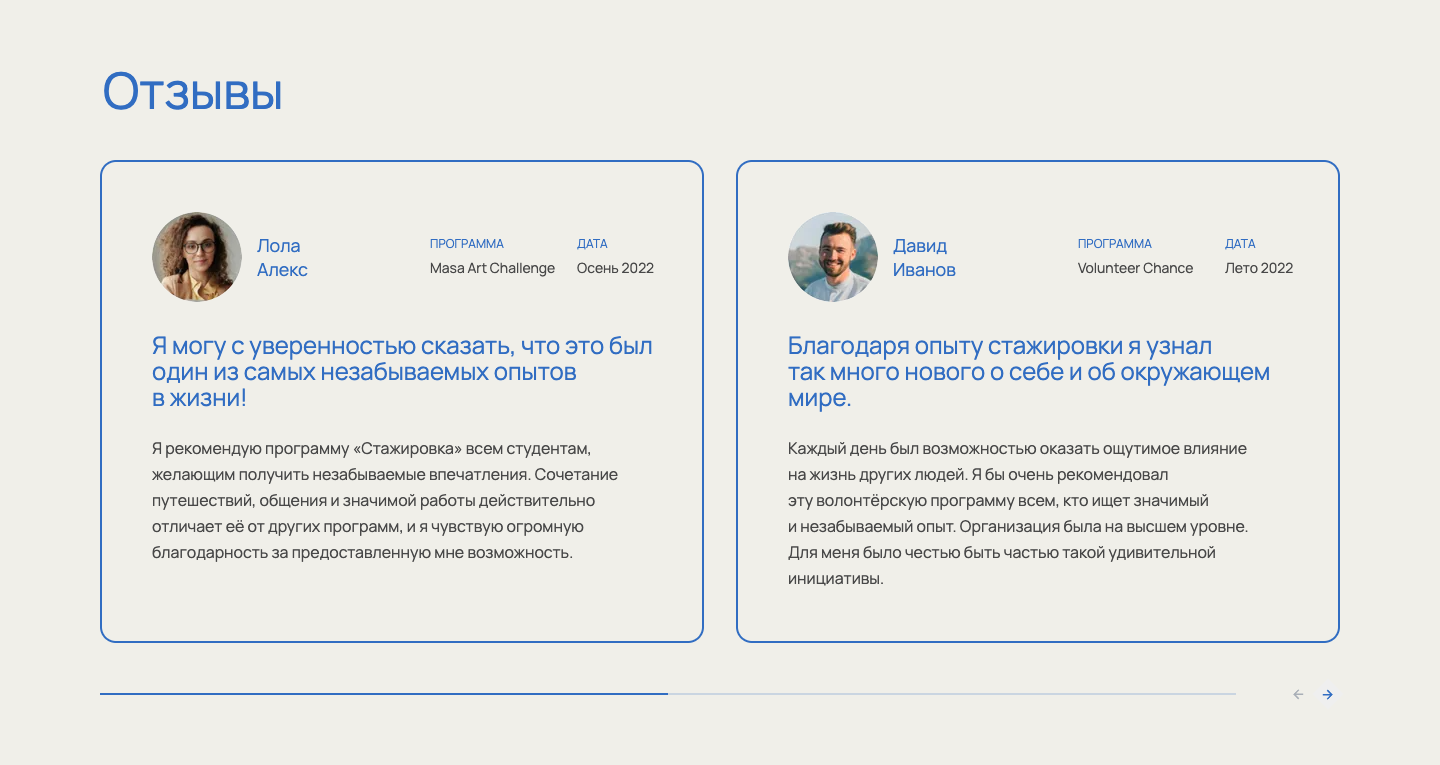 Отзывы
Лола
Алекс
ПРОГРАММА
Masa Art Challenge
ДАТА
Осень 2022
Я могу с уверенностью сказать, что это был
один из самых незабываемых опытов
в жизни!
Я рекомендую программу «Стажировка» всем студентам,
желающим получить незабываемые впечатления. Сочетание
путешествий, общения и значимой работы действительно
отличает её от других программ, и я чувствую огромную
благодарность за предоставленную мне возможность.
Давид
Иванов
ПРОГРАММА
Volunteer Chance
ДАТА
Лето 2022
Благодаря опыту стажировки я узнал
так много нового о себе и об окружающем
мире.
Каждый день был возможностью оказать ощутимое влияние
на жизнь других людей. Я бы очень рекомендовал
эту волонтёрскую программу всем, кто ищет значимый
и незабываемый опыт. Организация была на высшем уровне.
Для меня было честью быть частью такой удивительной
инициативы.